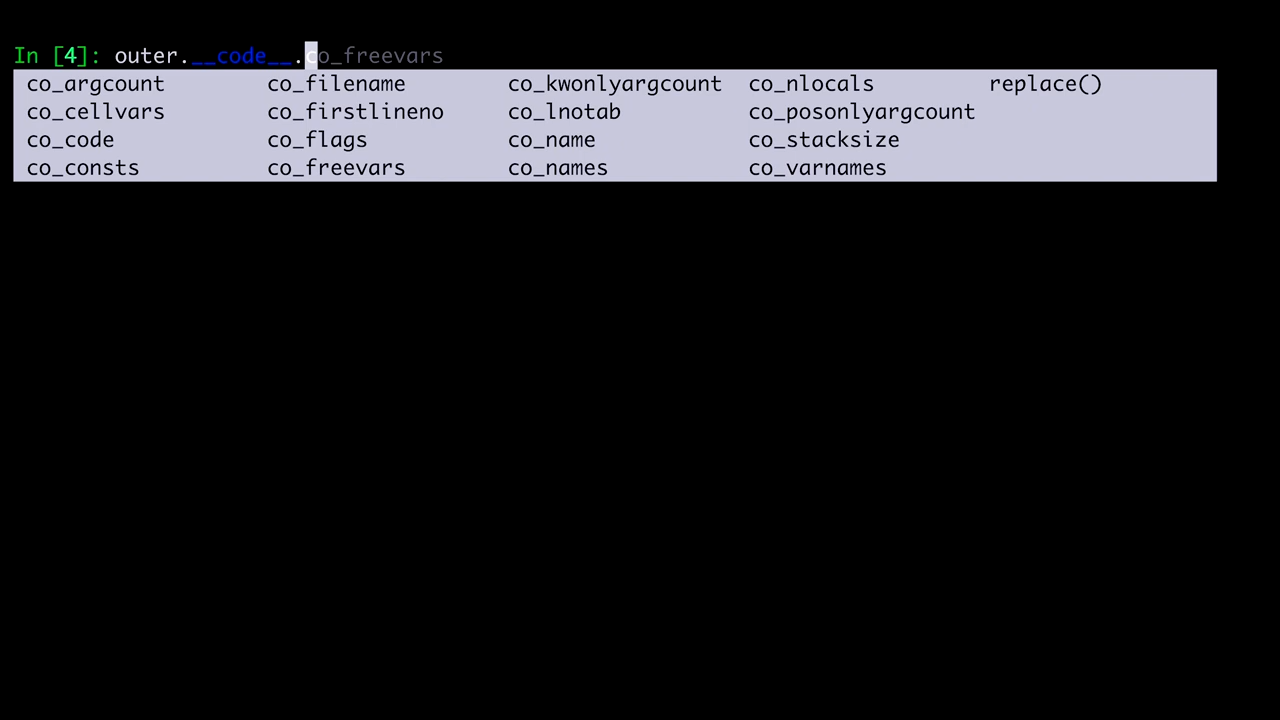 In [4]: outer.__code__.co_freevars
co_argcount co_filename co_kwonlyargcount co_nlocals replace()
co_cellvars co_firstlineno co_lnotab co_posonlyargcount
co_code co_flags co_name co_stacksize
co_consts co_freevars co_names co_varnames